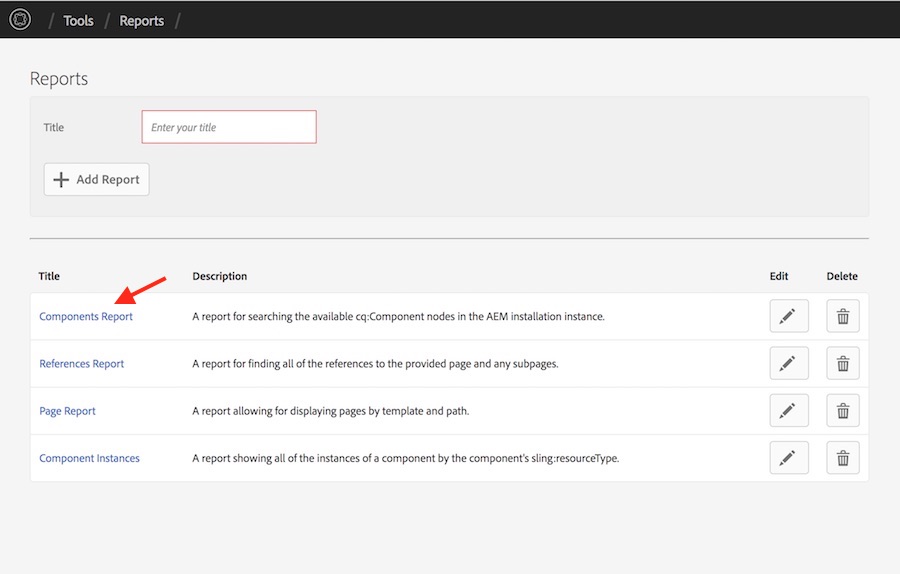 / Tools / Reports /
Reports
Title Enter your title
Add Report
Title Description Edit Delete
Components Report A report for searching the available cq:Component nodes in the AEM installation instance.
References Report A report for finding all of the references to the provided page and any subpages.
Page Report A report allowing for displaying pages by template and path.
Component Instances A report showing all of the instances of a component by the component's sling:resourceType.